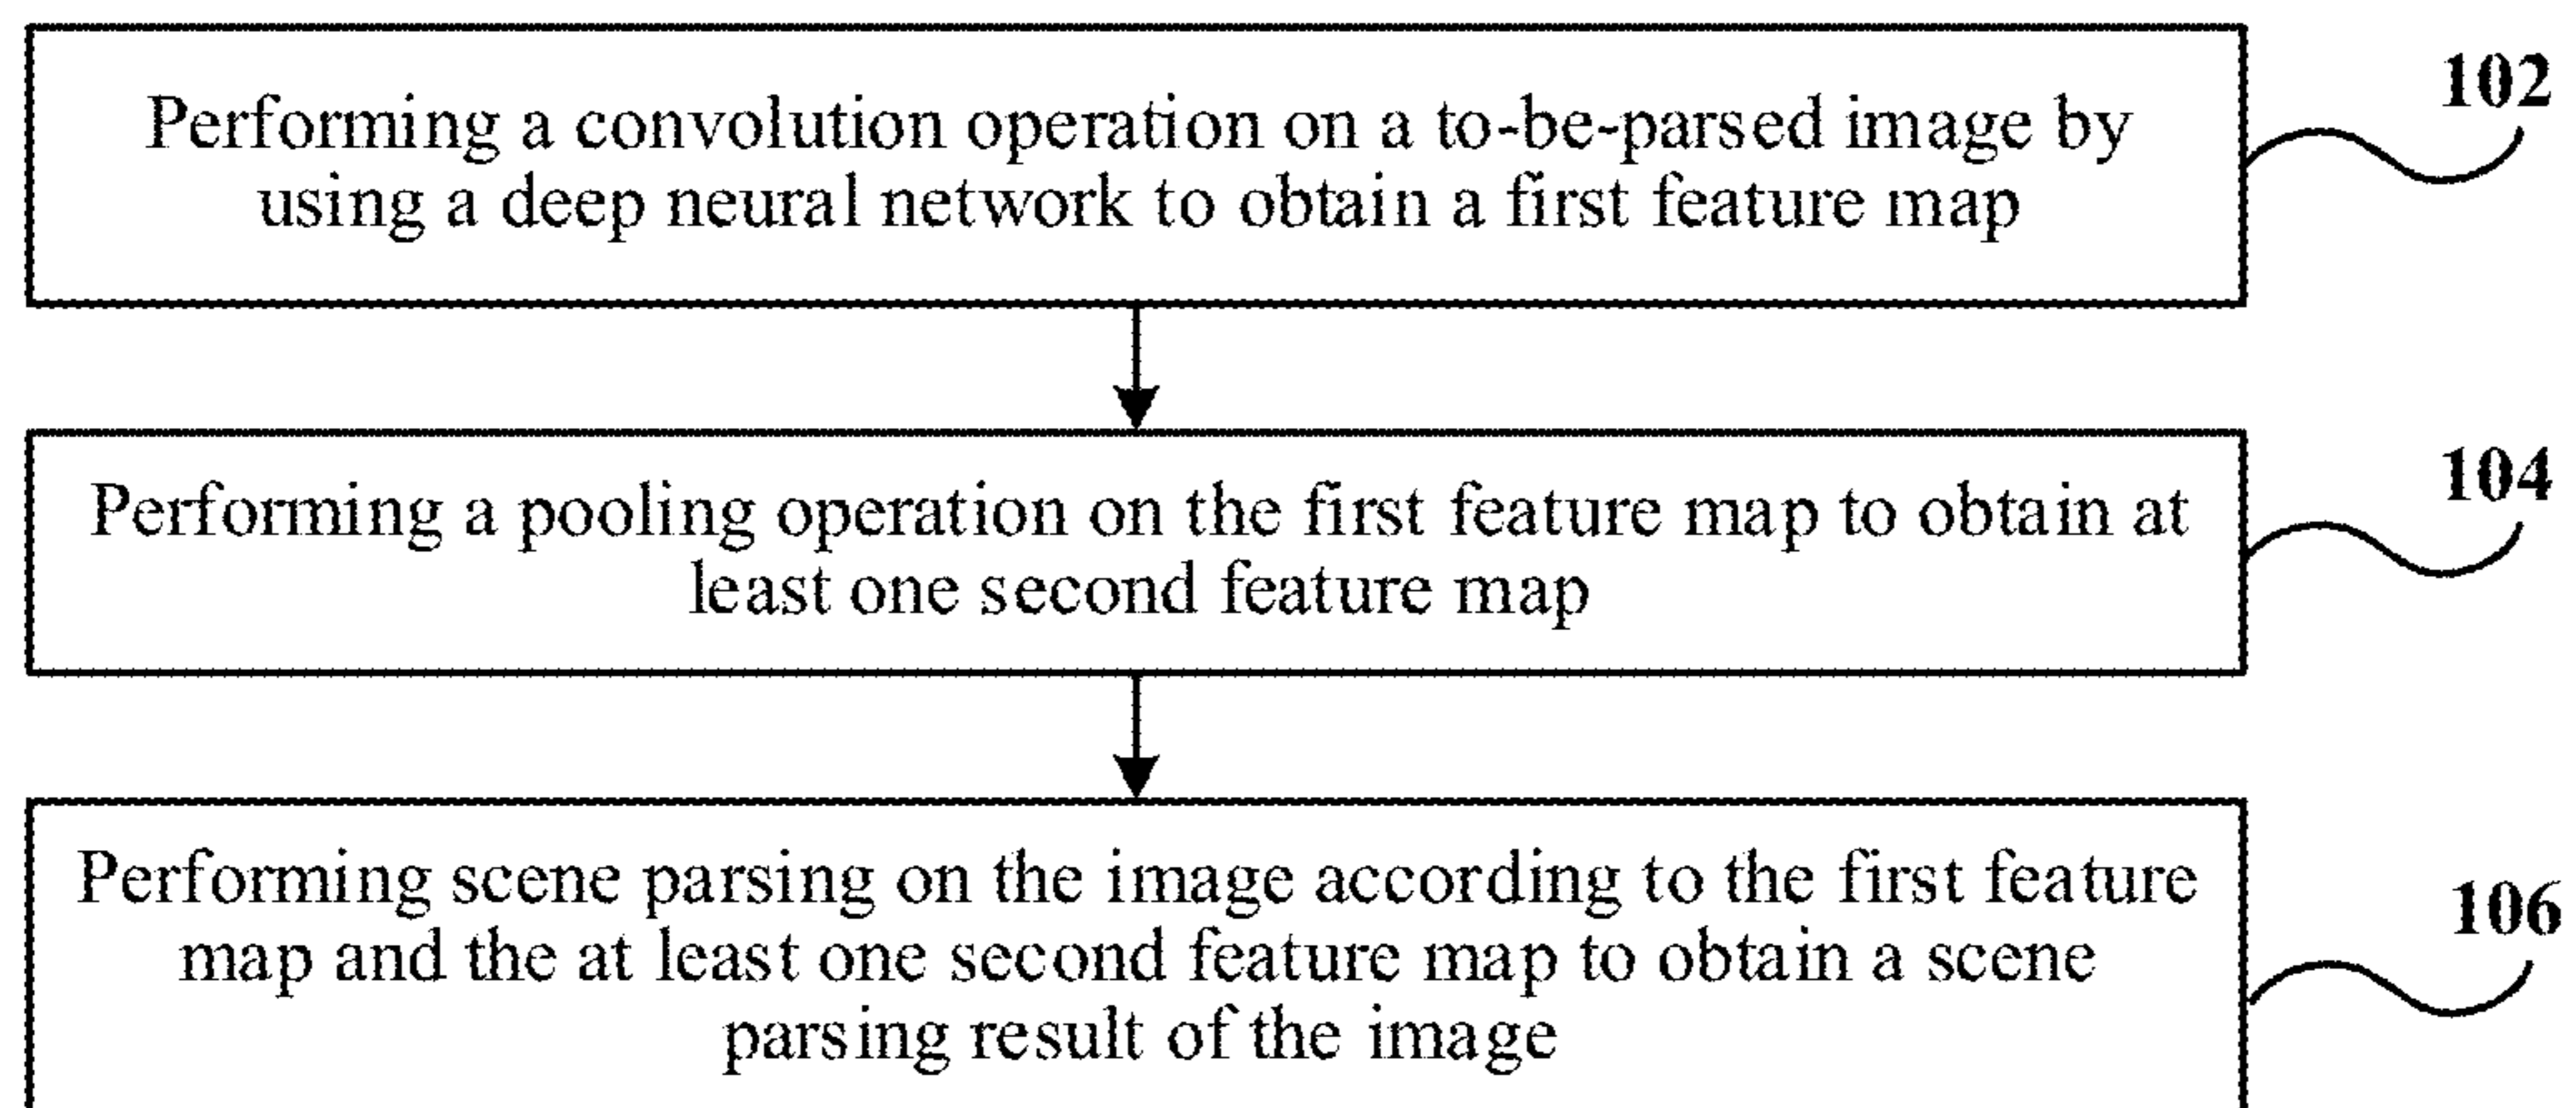 Performing a convolution operation on a to-be-parsed image by
using a deep neural network to obtain a first feature map
102
Performing a pooling operation on the first feature map to obtain at
least one second feature map
104
Performing scene parsing on the image according to the first feature
map and the at least one second feature map to obtain a scene
parsing result of the image
106